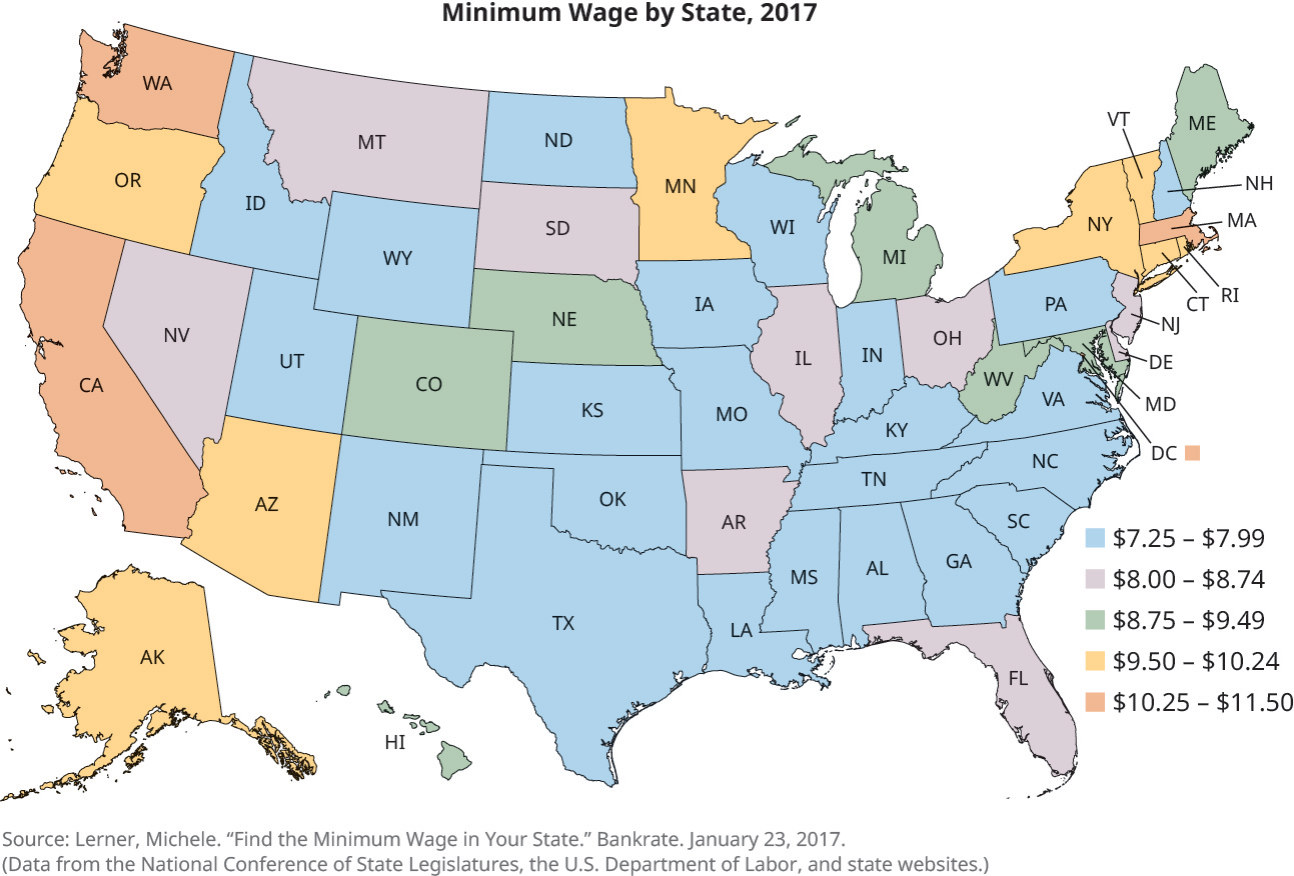 Minimum Wage by State, 2017
WA
MT
ND
MN
VT
ME
OR
ID
SD
WI
NH
WY
MI
NY
MA
NV
NE
IA
PA
CT
RI
UT
CO
IL
IN
OH
NJ
CA
KS
MO
WV
VA
DE
MD
KY
DC
AZ
NM
OK
AR
TN
NC
SC
$7.25 – $7.99
TX
LA
MS
AL
GA
$8.00 – $8.74
$8.75 – $9.49
AK
FL
$9.50 – $10.24
HI
$10.25 – $11.50
Source: Lerner, Michele. “Find the Minimum Wage in Your State.” Bankrate. January 23, 2017.
(Data from the National Conference of State Legislatures, the U.S. Department of Labor, and state websites.)